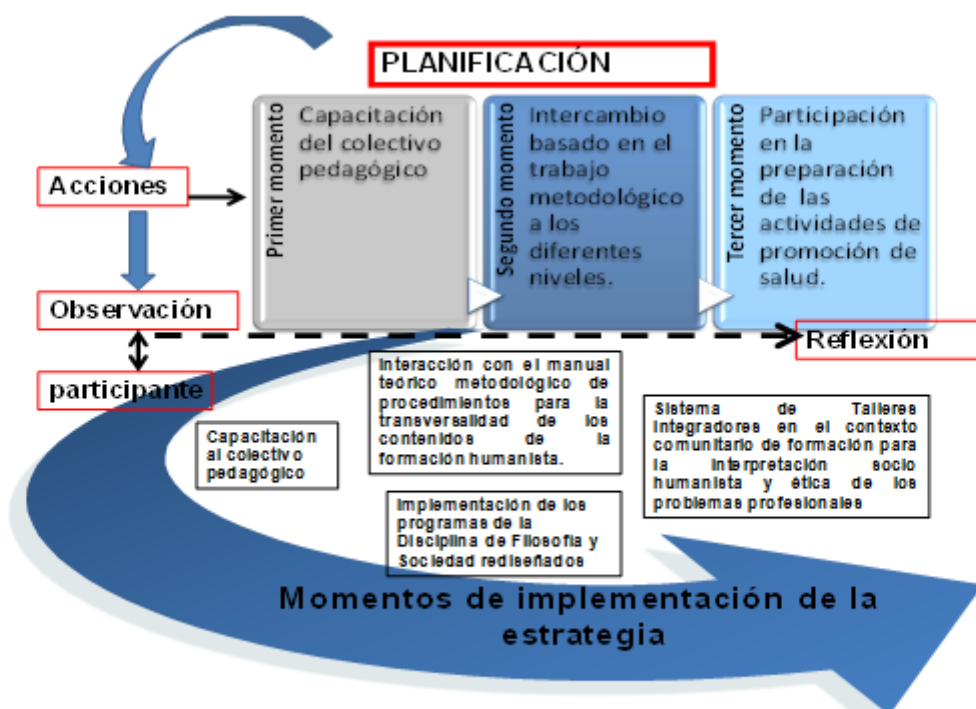 PLANIFICACIÓN
Acciones
Observación
participante
Primer momento
Capacitación
del colectivo
pedagógico
Segundo momento
Intercambio
basado en el
trabajo
metodológico
a los
diferentes
niveles.
Tercer momento
Participación
en la
preparación
de las
actividades de
promoción de
salud.
Reflexión
Capacitación
al colectivo
pedagógico
Interacción con el manual
teórico metodológico de
procedimientos para la
transversalidad de los
contenidos de la
formación humanista.
Implementación de los
programas de la
Disciplina de Filosofía y
Sociedad rediseñados
Sistema de Talleres
Integradores en el contexto
comunitario de formación para
la interpretación socio
humanista y ética de los
problemas profesionales
Momentos de implementación de la
estrategia